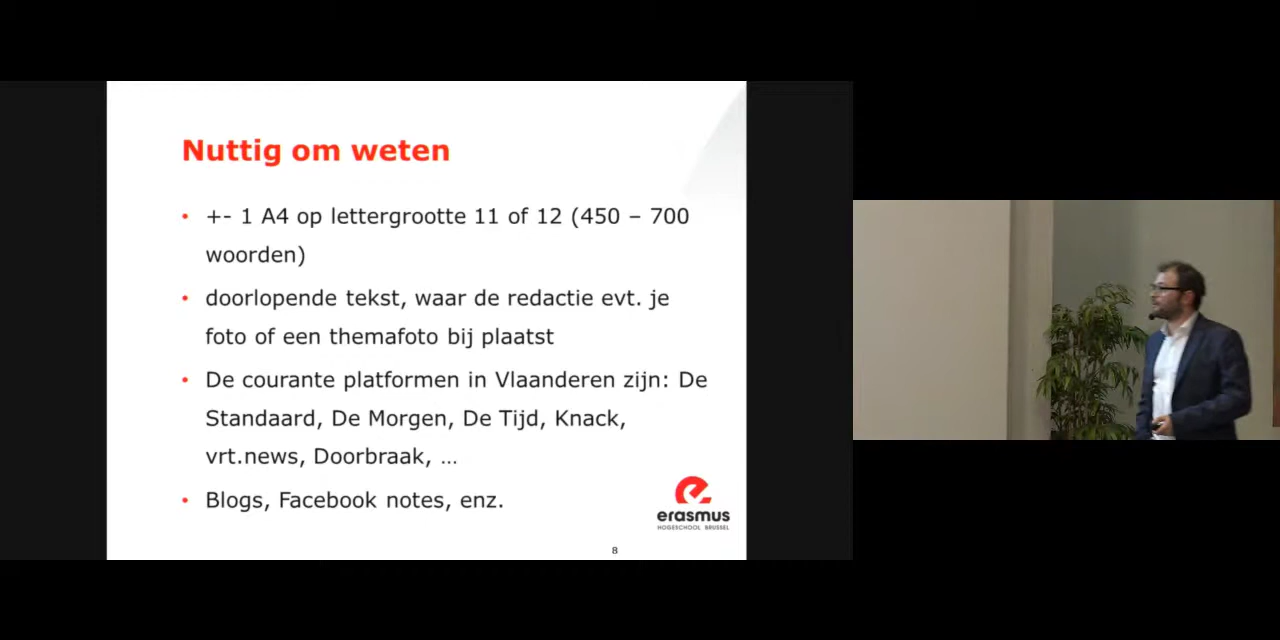 Nuttig om weten
• +- 1 A4 op lettergrootte 11 of 12 (450 – 700
woorden)
• doorlopende tekst, waar de redactie evt. je
foto of een themafoto bij plaatst
• De courante platformen in Vlaanderen zijn: De
Standaard, De Morgen, De Tijd, Knack,
vrt.news, Doorbraak, ...
• Blogs, Facebook notes, enz.
erasmus
HOGESCHOOL BRUSSEL
8